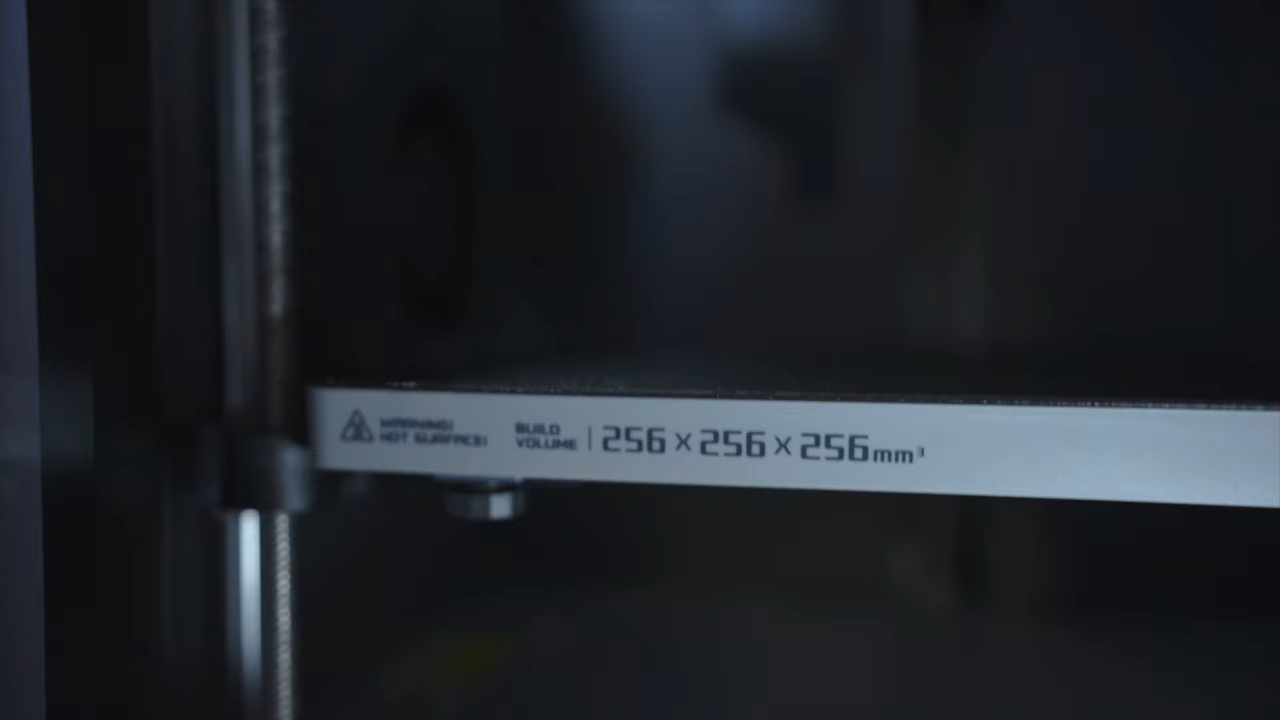 WARNING!
HOT SURFACE!
BUILD
VOLUME
256 x 256 x 256mm³